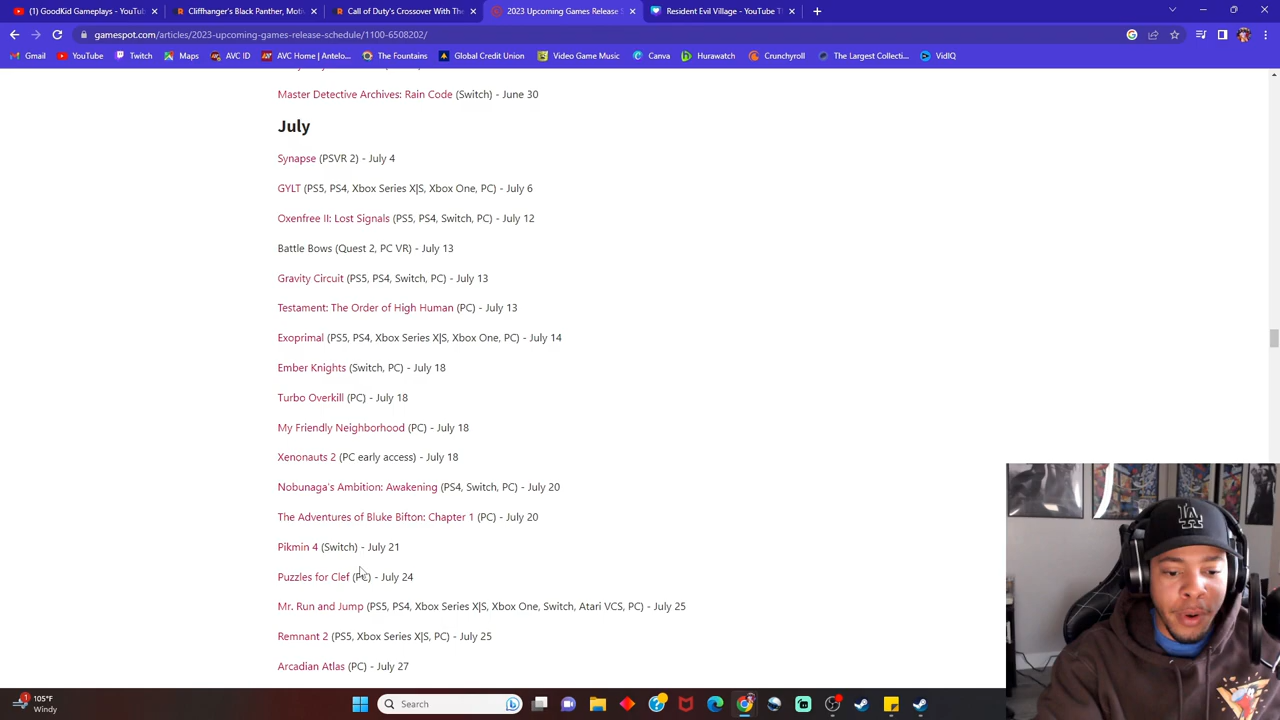 (1) GoodKid Gameplays - YouTub
Cliffhanger's Black Panther, Moti
Call of Duty's Crossover With The
2023 Upcoming Games Release S
Resident Evil Village - YouTube T
gamespot.com/articles/2023-upcoming-games-release-schedule/1100-6508202/
Gmail
YouTube
Twitch
Maps
AVC ID
AVC Home | Antelo...
The Fountains
Global Credit Union
Video Game Music
Canva
Hurawatch
Crunchyroll
The Largest Collecti...
VidIQ
Master Detective Archives: Rain Code (Switch) - June 30
July
Synapse (PSVR 2) - July 4
GYLT (PS5, PS4, Xbox Series X|S, Xbox One, PC) - July 6
Oxenfree II: Lost Signals (PS5, PS4, Switch, PC) - July 12
Battle Bows (Quest 2, PC VR) - July 13
Gravity Circuit (PS5, PS4, Switch, PC) - July 13
Testament: The Order of High Human (PC) - July 13
Exoprimal (PS5, PS4, Xbox Series X|S, Xbox One, PC) - July 14
Ember Knights (Switch, PC) - July 18
Turbo Overkill (PC) - July 18
My Friendly Neighborhood (PC) - July 18
Xenonauts 2 (PC early access) - July 18
Nobunaga's Ambition: Awakening (PS4, Switch, PC) - July 20
The Adventures of Bluke Bifton: Chapter 1 (PC) - July 20
Pikmin 4 (Switch) - July 21
Puzzles for Clef (PC) - July 24
Mr. Run and Jump (PS5, PS4, Xbox Series X|S, Xbox One, Switch, Atari VCS, PC) - July 25
Remnant 2 (PS5, Xbox Series X|S, PC) - July 25
Arcadian Atlas (PC) - July 27
LA
1
105°F
Windy
Search